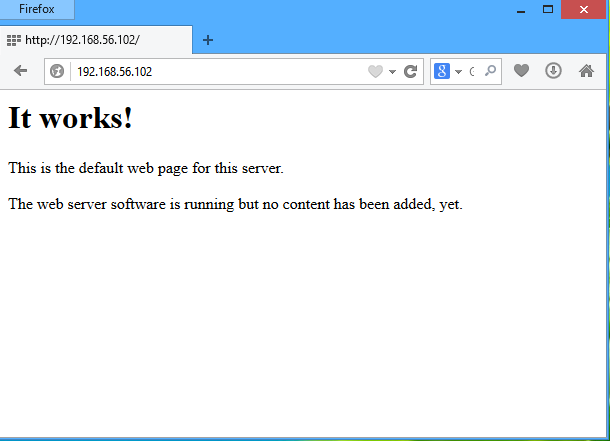 Firefox
http://192.168.56.102/
192.168.56.102
It works!
This is the default web page for this server.
The web server software is running but no content has been added, yet.